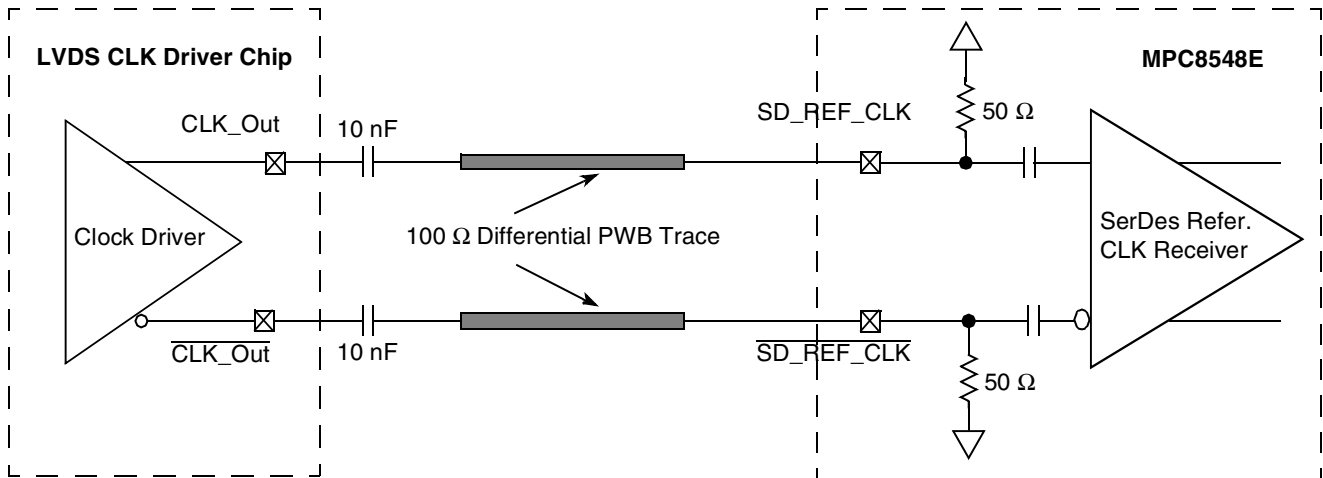 LVDS CLK Driver Chip
MPC8548E
CLK_Out
10 nF
SD_REF_CLK
50 Ω
Clock Driver
100 Ω Differential PWB Trace
SerDes Refer.
CLK Receiver
CLK_Out
10 nF
SD_REF_CLK
50 Ω